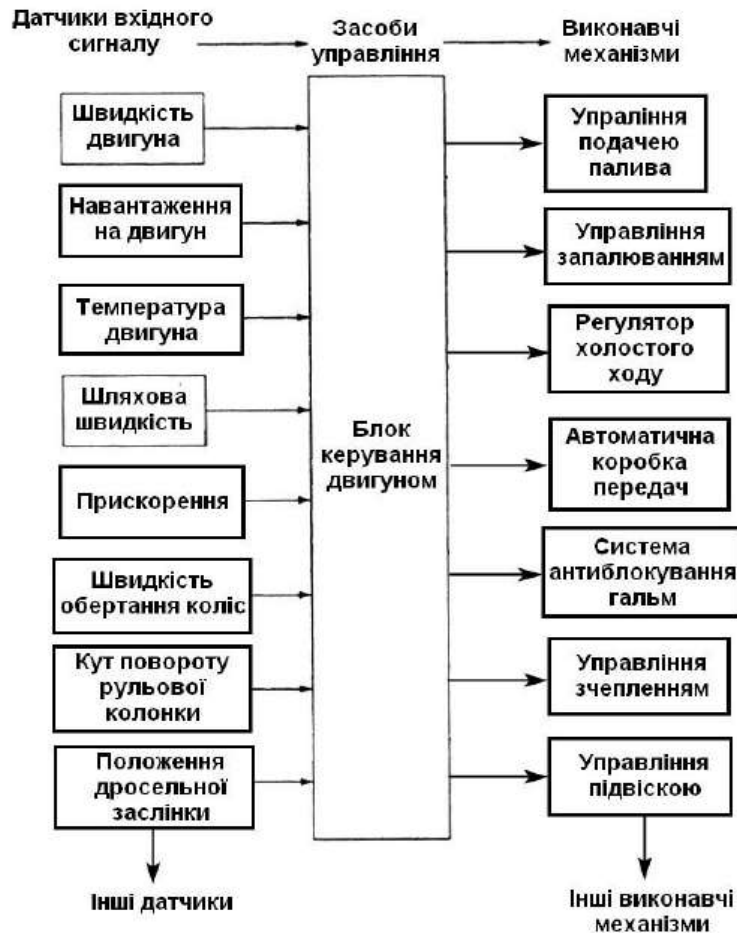 Датчики вхідного
сигналу
Засоби
управління
Виконавчі
механізми
Швидкість
двигуна
Навантаження
на двигун
Температура
двигуна
Шляхова
швидкість
Прискорення
Швидкість
обертання коліс
Кут повороту
рульової
колонки
Положення
дросельної
заслінки
Інші датчики
Блок
керування
двигуном
Упраління
подачею
палива
Управління
запалюванням
Регулятор
холостого
ходу
Автоматична
коробка
передач
Система
антиблокування
гальм
Управління
зчепленням
Управління
підвіскою
Інші виконавчі
механізми